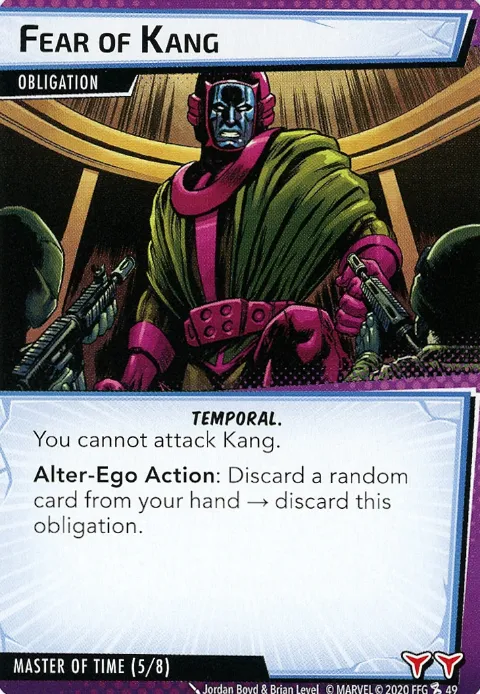 FEAR OF KANG
OBLIGATION
TEMPORAL.
You cannot attack Kang.
Alter-Ego Action: Discard a random
card from your hand → discard this
obligation.
MASTER OF TIME (5/8)
Jordan Boyd & Brian Level © MARVEL © 2020 FFG 49